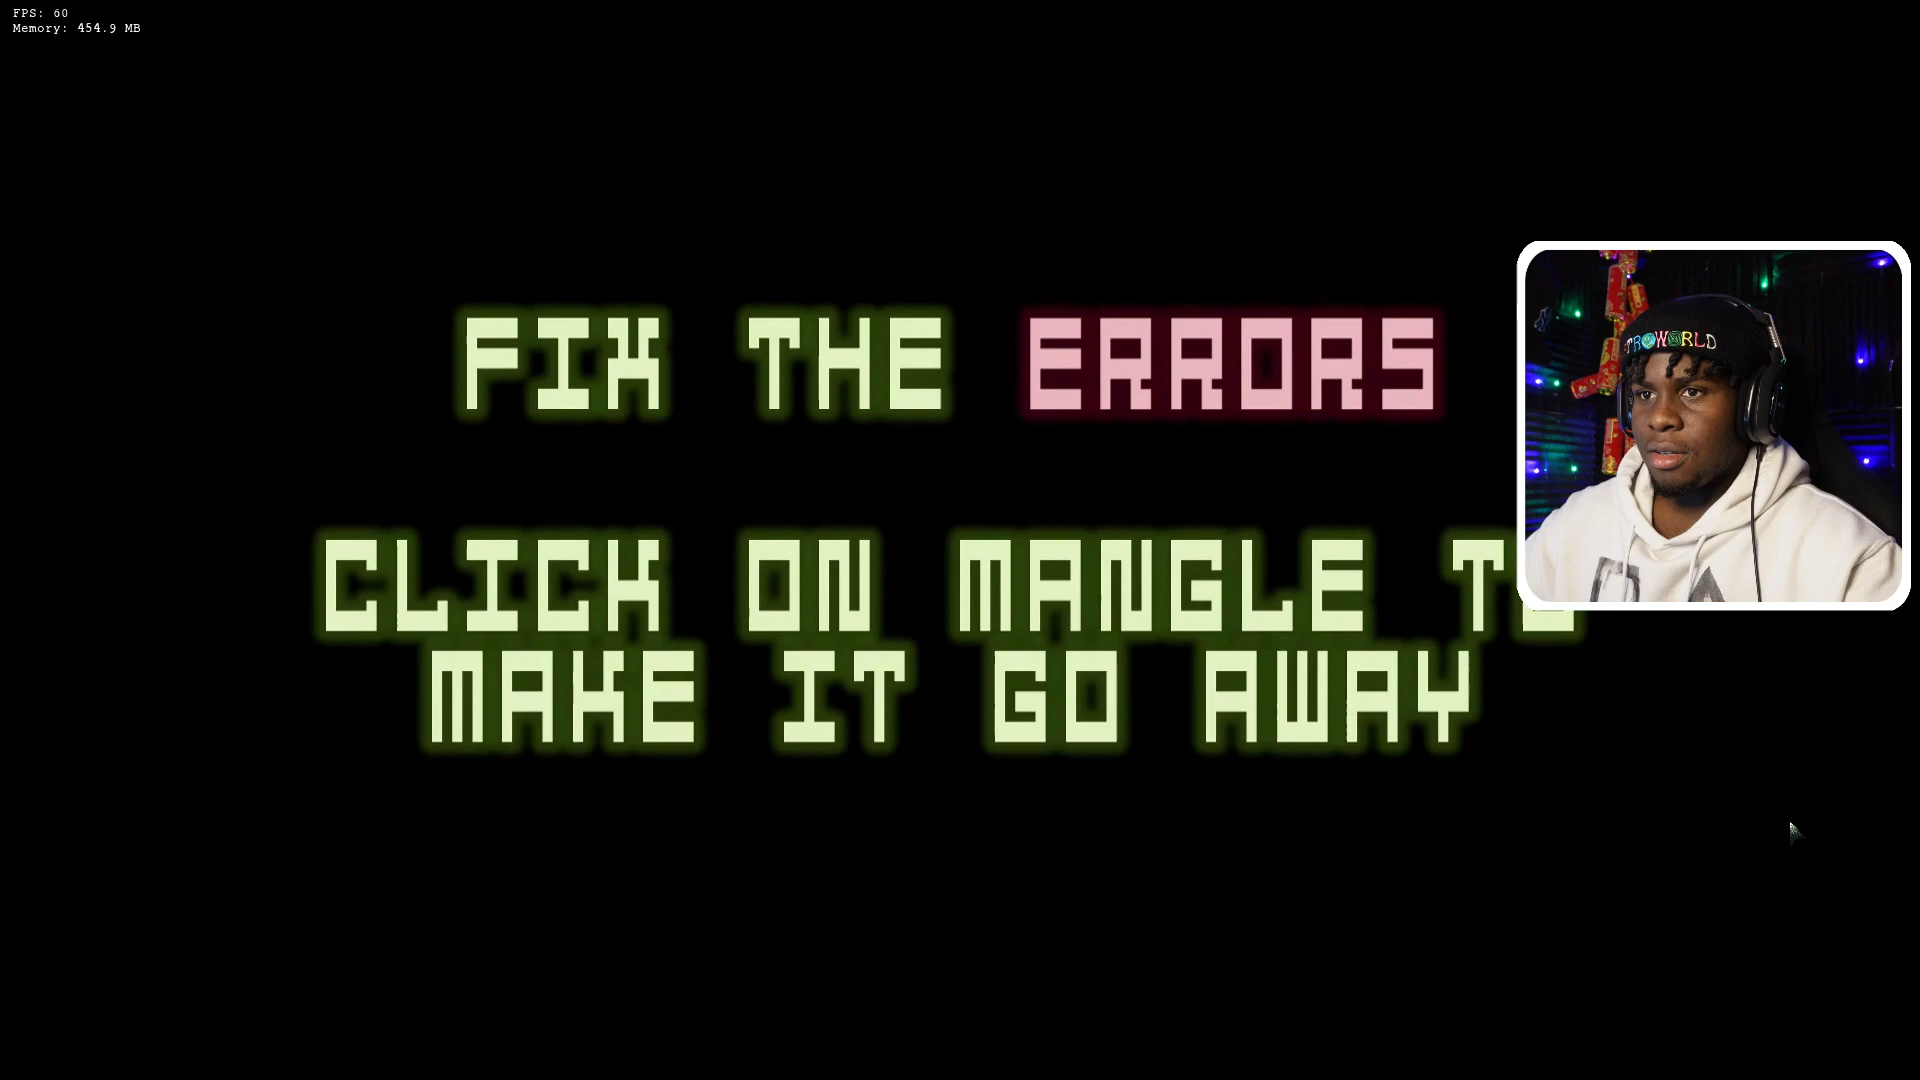 FPS: 60
Memory: 454.9 MB
FIX THE ERRORS
CLICK ON MANGLE
MAKE IT GO AWAY
TROWORLD